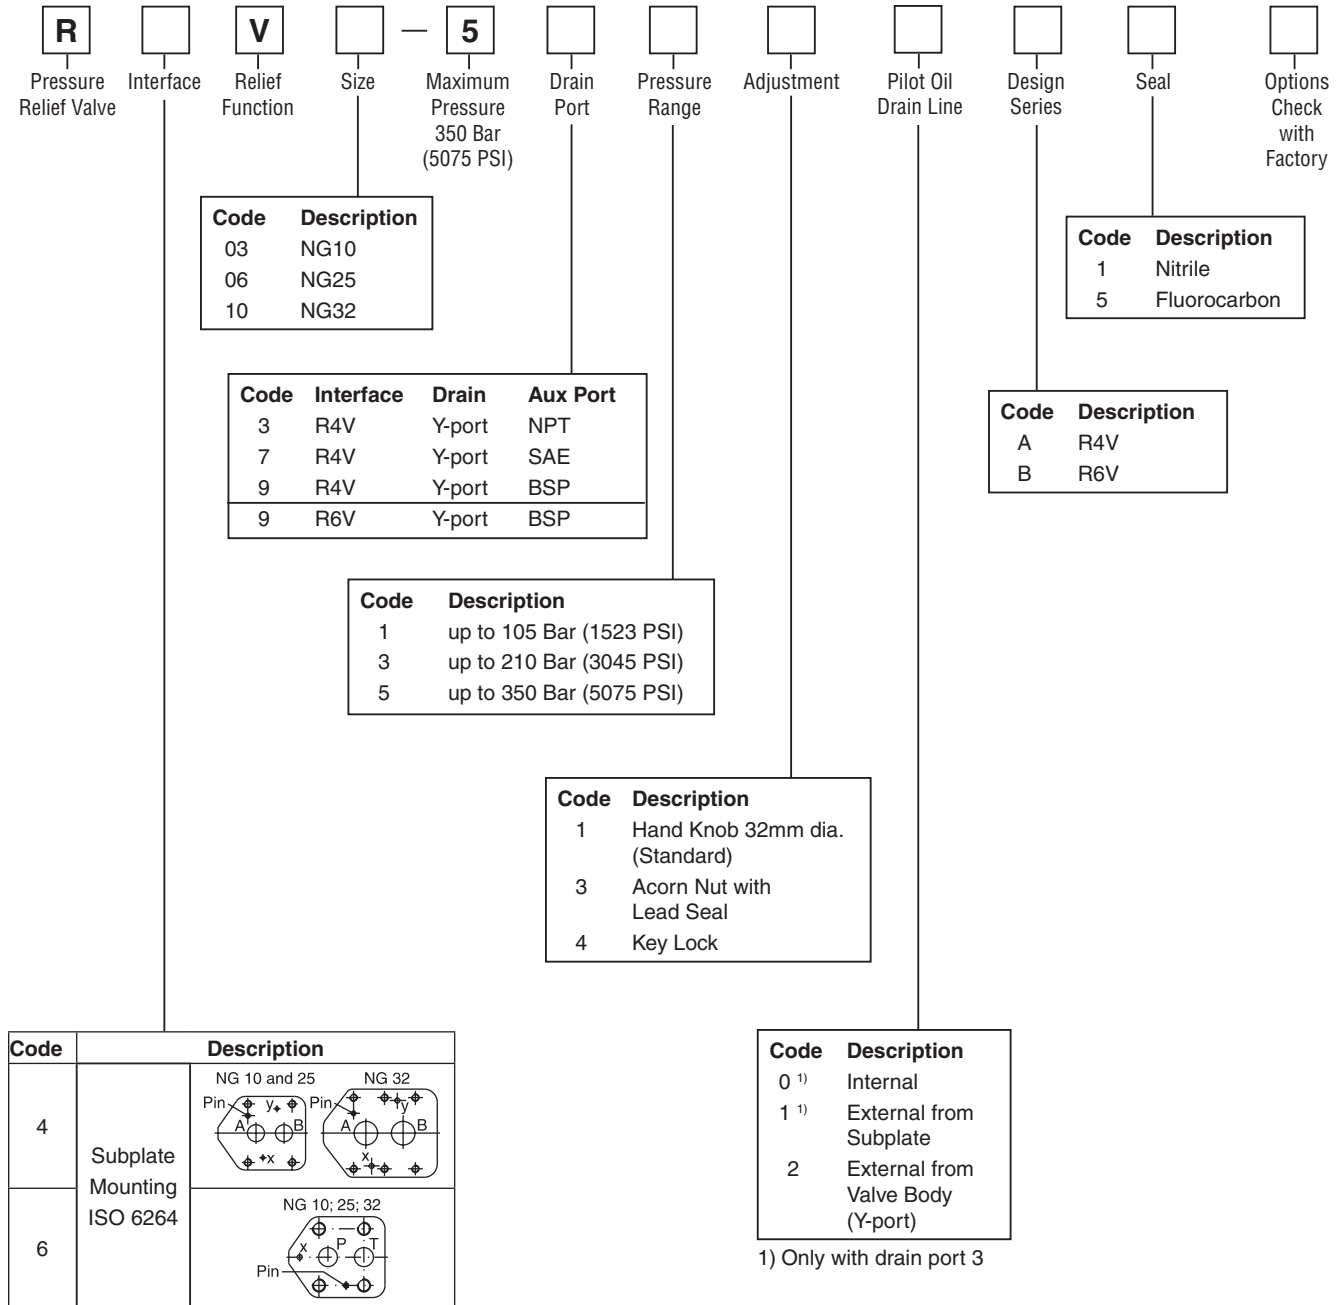 R V — 5
Pressure Relief Valve
Interface
Relief Function
Size
Maximum Pressure 350 Bar (5075 PSI)
Drain Port
Pressure Range
Adjustment
Pilot Oil Drain Line
Design Series
Seal
Options Check with Factory
Code Description
03 NG10
06 NG25
10 NG32
Code Description
1 Nitrile
5 Fluorocarbon
Code Interface Drain Aux Port
3 R4V Y-port NPT
7 R4V Y-port SAE
9 R4V Y-port BSP
9 R6V Y-port BSP
Code Description
A R4V
B R6V
Code Description
1 up to 105 Bar (1523 PSI)
3 up to 210 Bar (3045 PSI)
5 up to 350 Bar (5075 PSI)
Code Description
1 Hand Knob 32mm dia.
(Standard)
3 Acorn Nut with
Lead Seal
4 Key Lock
Code Description
4
Subplate
Mounting
ISO 6264
NG 10 and 25
Pin y A B x
NG 32
Pin y A B x
6
NG 10; 25; 32
x P T
Pin
Code Description
0 1) Internal
1 1) External from
Subplate
2 External from
Valve Body
(Y-port)
1) Only with drain port 3